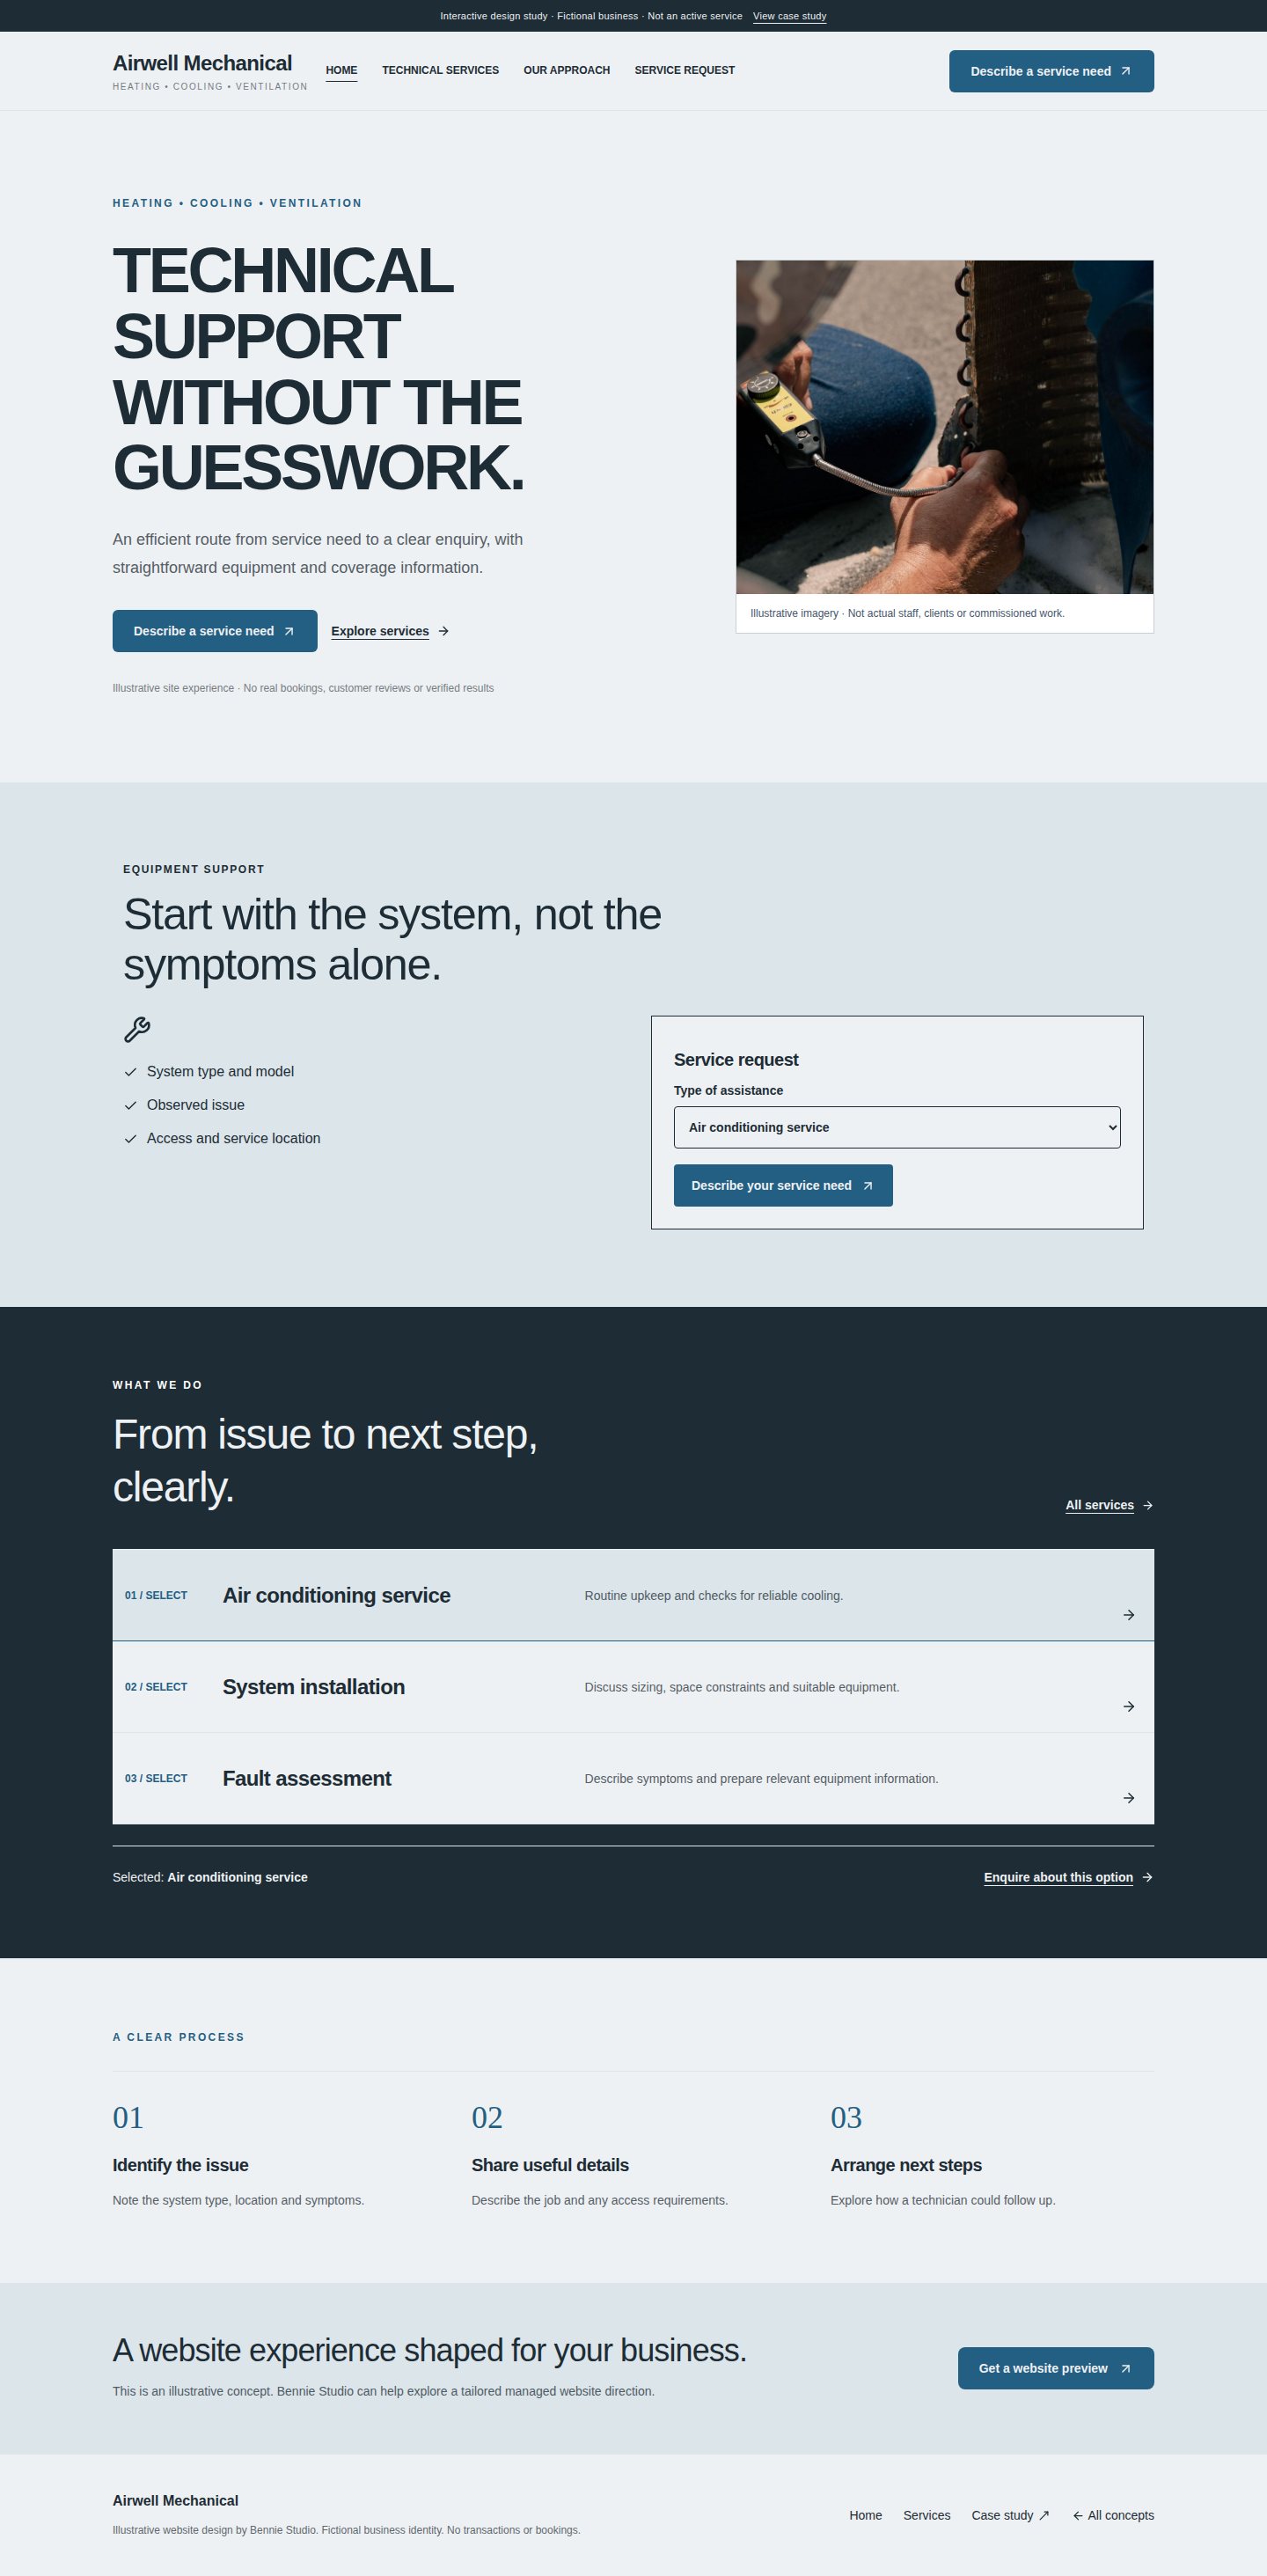 Interactive design study · Fictional business · Not an active service View case study
Airwell Mechanical
HEATING • COOLING • VENTILATION
HOME TECHNICAL SERVICES OUR APPROACH SERVICE REQUEST
Describe a service need
HEATING • COOLING • VENTILATION
TECHNICAL
SUPPORT
WITHOUT THE
GUESSWORK.
An efficient route from service need to a clear enquiry, with
straightforward equipment and coverage information.
Describe a service need Explore services
Illustrative site experience · No real bookings, customer reviews or verified results
Illustrative imagery · Not actual staff, clients or commissioned work.
EQUIPMENT SUPPORT
Start with the system, not the
symptoms alone.
System type and model
Observed issue
Access and service location
Service request
Type of assistance
Air conditioning service
Describe your service need
WHAT WE DO
From issue to next step,
clearly.
All services
01 / SELECT Air conditioning service Routine upkeep and checks for reliable cooling.
02 / SELECT System installation Discuss sizing, space constraints and suitable equipment.
03 / SELECT Fault assessment Describe symptoms and prepare relevant equipment information.
Selected: Air conditioning service Enquire about this option
A CLEAR PROCESS
01
Identify the issue
Note the system type, location and symptoms.
02
Share useful details
Describe the job and any access requirements.
03
Arrange next steps
Explore how a technician could follow up.
A website experience shaped for your business.
This is an illustrative concept. Bennie Studio can help explore a tailored managed website direction.
Get a website preview
Airwell Mechanical
Illustrative website design by Bennie Studio. Fictional business identity. No transactions or bookings.
Home Services Case study All concepts